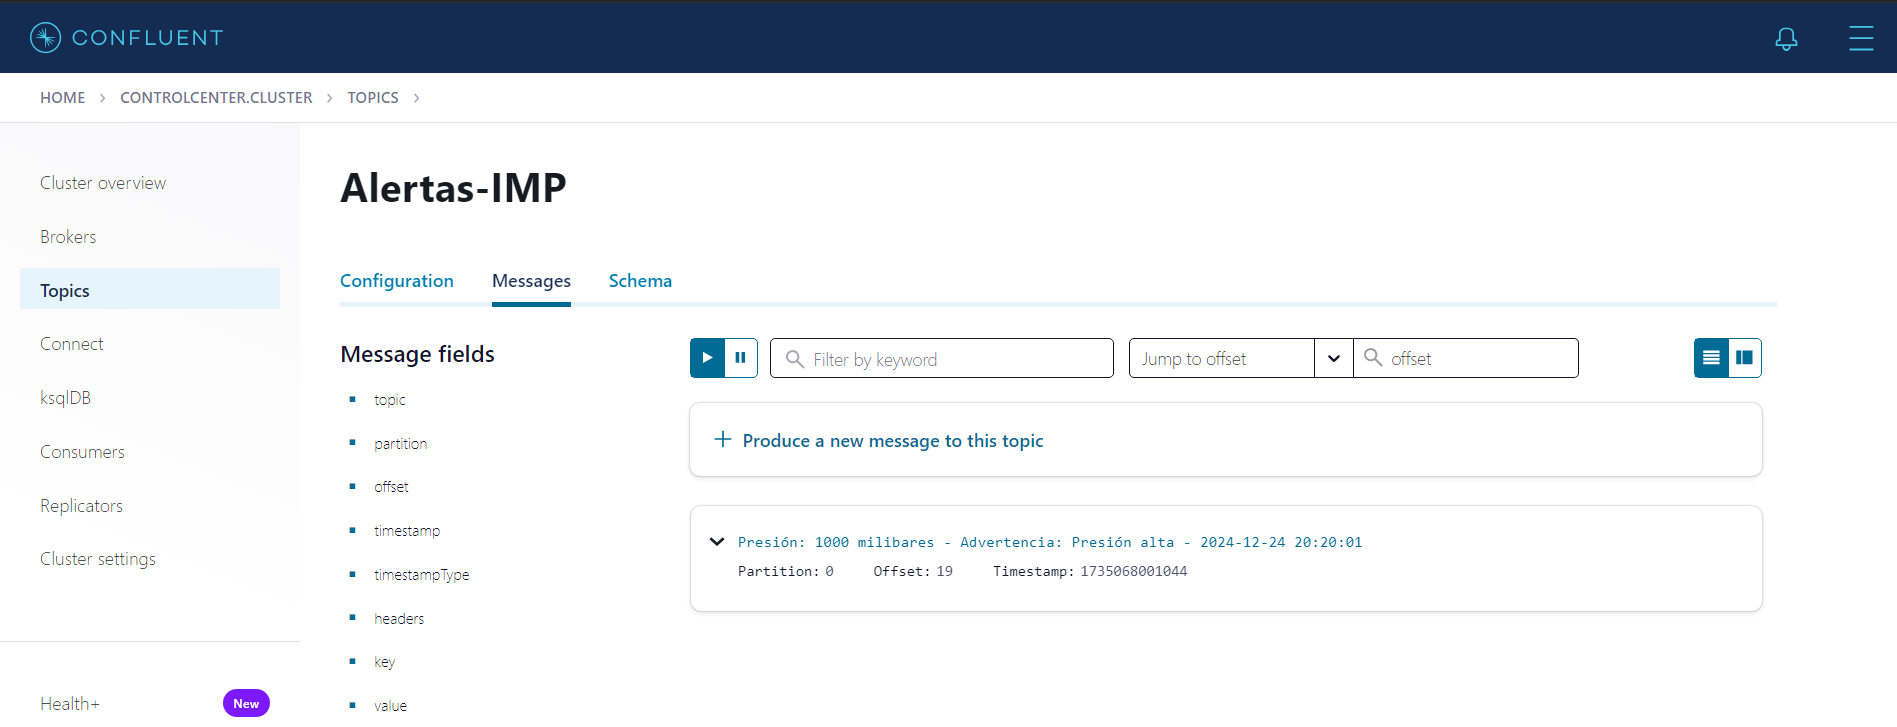 CONFLUENT
HOME > CONTROLCENTER.CLUSTER > TOPICS >
Cluster overview
Brokers
Topics
Connect
ksqlDB
Consumers
Replicators
Cluster settings
Health+ New
Alertas-IMP
Configuration Messages Schema
Message fields
topic
partition
offset
timestamp
timestampType
headers
key
value
Filter by keyword
Jump to offset
offset
Produce a new message to this topic
Presión: 1000 milibares - Advertencia: Presión alta - 2024-12-24 20:20:01
Partition: 0 Offset: 19 Timestamp: 1735068001044